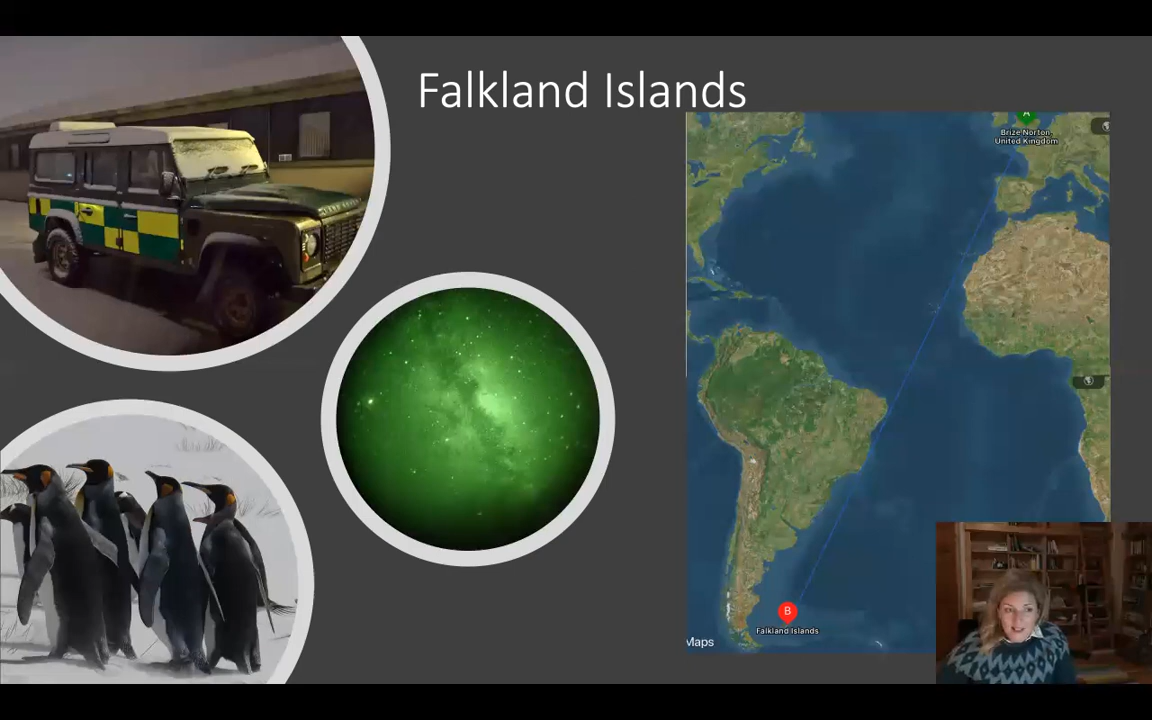 Falkland Islands
A
Brize Norton,
United Kingdom
B
Falkland Islands
Maps